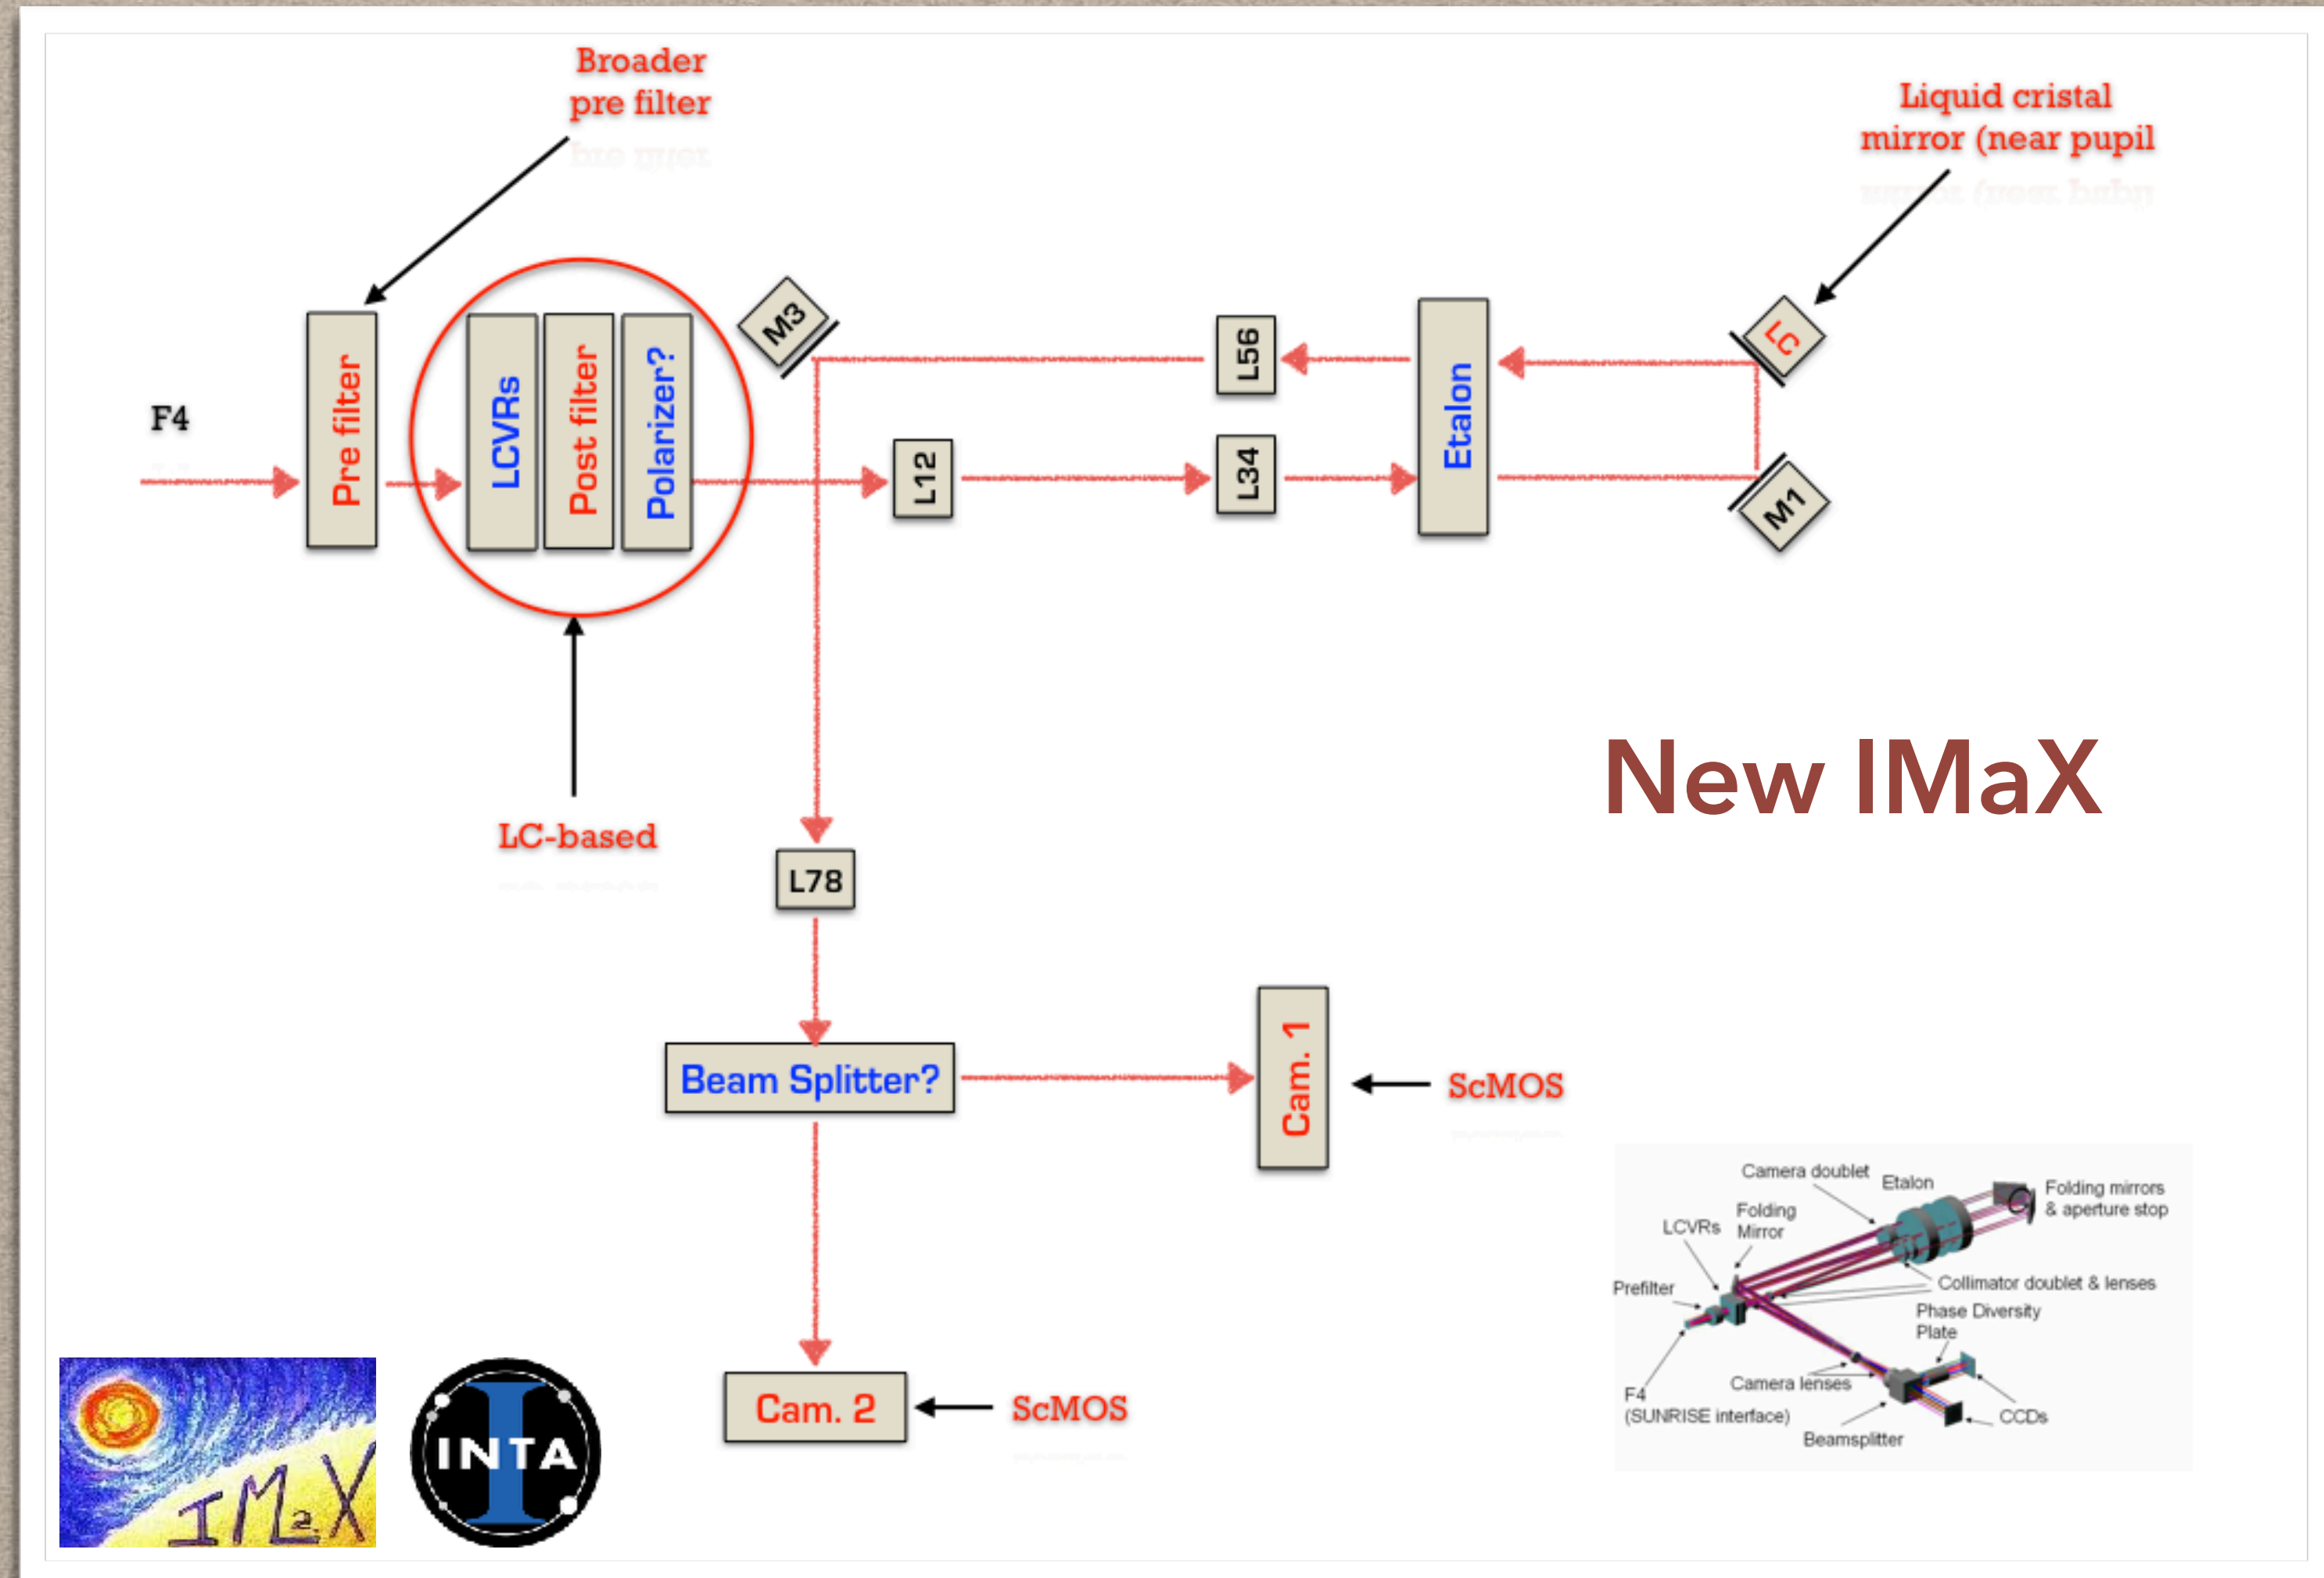 Broader
pre filter
Liquid cristal
mirror (near pupil
F4
Pre filter
LCVRs
Post filter
Polarizer?
M3
L12
L56
L34
Etalon
LC
M1
LC-based
New IMaX
L78
Beam Splitter?
Cam. 1
ScMOS
Cam. 2
ScMOS
Camera doublet
Etalon
Folding mirrors
& aperture stop
Folding
Mirror
LCVRs
Prefilter
Collimator doublet & lenses
Phase Diversity
Plate
Camera lenses
F4
(SUNRISE interface)
CCDs
Beamsplitter
IMaX
INTA